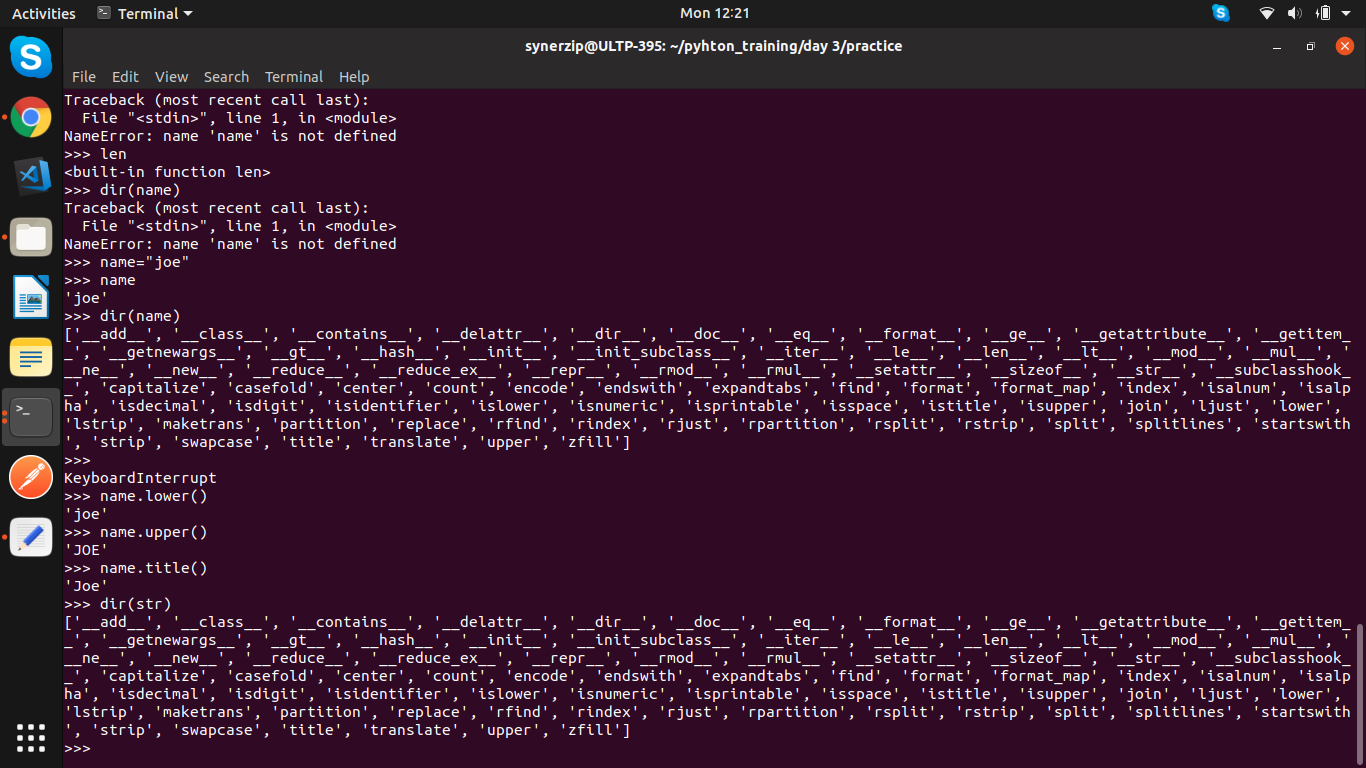 Activities Terminal Mon 12:21
synerzip@ULTP-395: ~/pyhton_training/day 3/practice
File Edit View Search Terminal Help
Traceback (most recent call last):
  File "<stdin>", line 1, in <module>
NameError: name 'name' is not defined
>>> len
<built-in function len>
>>> dir(name)
Traceback (most recent call last):
  File "<stdin>", line 1, in <module>
NameError: name 'name' is not defined
>>> name="joe"
>>> name
'joe'
>>> dir(name)
['__add__', '__class__', '__contains__', '__delattr__', '__dir__', '__doc__', '__eq__', '__format__', '__ge__', '__getattribute__', '__getitem_
_', '__getnewargs__', '__gt__', '__hash__', '__init__', '__init_subclass__', '__iter__', '__le__', '__len__', '__lt__', '__mod__', '__mul__', '
__ne__', '__new__', '__reduce__', '__reduce_ex__', '__repr__', '__rmod__', '__rmul__', '__setattr__', '__sizeof__', '__str__', '__subclasshook_
_', 'capitalize', 'casefold', 'center', 'count', 'encode', 'endswith', 'expandtabs', 'find', 'format', 'format_map', 'index', 'isalnum', 'isalp
ha', 'isdecimal', 'isdigit', 'isidentifier', 'islower', 'isnumeric', 'isprintable', 'isspace', 'istitle', 'isupper', 'join', 'ljust', 'lower', 
'lstrip', 'maketrans', 'partition', 'replace', 'rfind', 'rindex', 'rjust', 'rpartition', 'rsplit', 'rstrip', 'split', 'splitlines', 'startswith
', 'strip', 'swapcase', 'title', 'translate', 'upper', 'zfill']
>>>
KeyboardInterrupt
>>> name.lower()
'joe'
>>> name.upper()
'JOE'
>>> name.title()
'Joe'
>>> dir(str)
['__add__', '__class__', '__contains__', '__delattr__', '__dir__', '__doc__', '__eq__', '__format__', '__ge__', '__getattribute__', '__getitem_
_', '__getnewargs__', '__gt__', '__hash__', '__init__', '__init_subclass__', '__iter__', '__le__', '__len__', '__lt__', '__mod__', '__mul__', '
__ne__', '__new__', '__reduce__', '__reduce_ex__', '__repr__', '__rmod__', '__rmul__', '__setattr__', '__sizeof__', '__str__', '__subclasshook_
_', 'capitalize', 'casefold', 'center', 'count', 'encode', 'endswith', 'expandtabs', 'find', 'format', 'format_map', 'index', 'isalnum', 'isalp
ha', 'isdecimal', 'isdigit', 'isidentifier', 'islower', 'isnumeric', 'isprintable', 'isspace', 'istitle', 'isupper', 'join', 'ljust', 'lower', 
'lstrip', 'maketrans', 'partition', 'replace', 'rfind', 'rindex', 'rjust', 'rpartition', 'rsplit', 'rstrip', 'split', 'splitlines', 'startswith
', 'strip', 'swapcase', 'title', 'translate', 'upper', 'zfill']
>>>